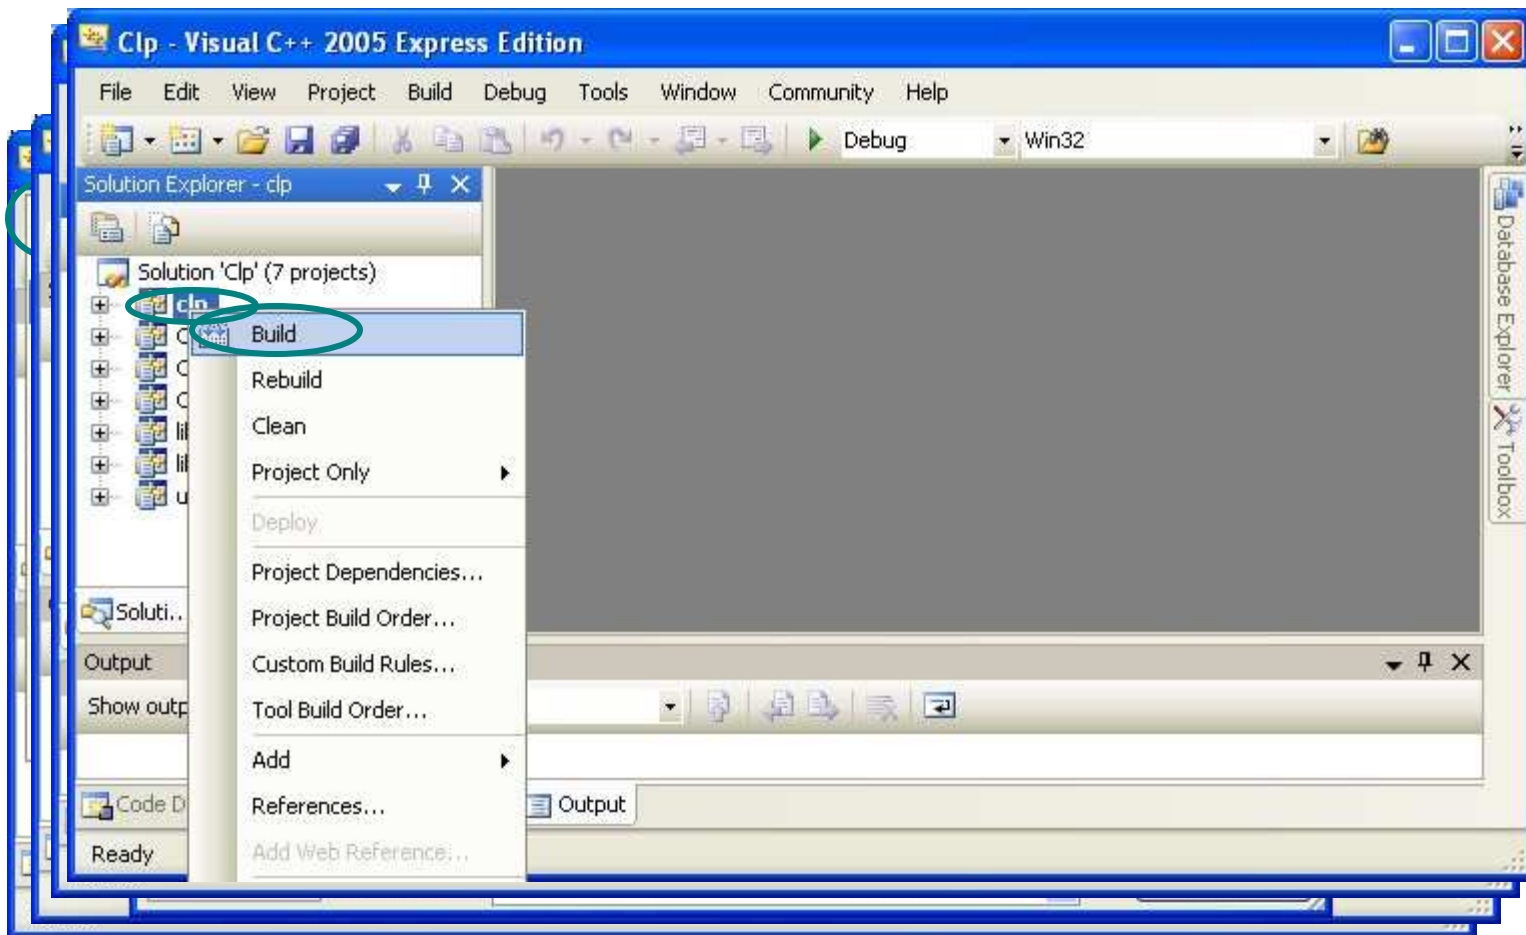 Clp - Visual C++ 2005 Express Edition
File Edit View Project Build Debug Tools Window Community Help
Debug Win32
Solution Explorer - clp
Solution 'Clp' (7 projects)
clp
Build
Rebuild
Clean
Project Only
Deploy
Project Dependencies...
Project Build Order...
Custom Build Rules...
Tool Build Order...
Add
References...
Add Web Reference...
Soluti..
Output
Show outp
Code D
Output
Ready
Database Explorer
Toolbox